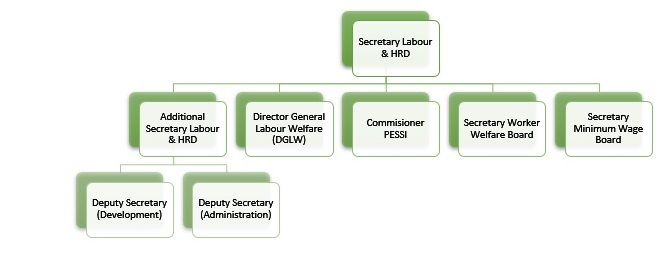 Secretary Labour
& HRD
Additional
Secretary Labour
& HRD
Director General
Labour Welfare
(DGLW)
Commisioner
PESSI
Secretary Worker
Welfare Board
Secretary
Minimum Wage
Board
Deputy Secretary
(Development)
Deputy Secretary
(Administration)